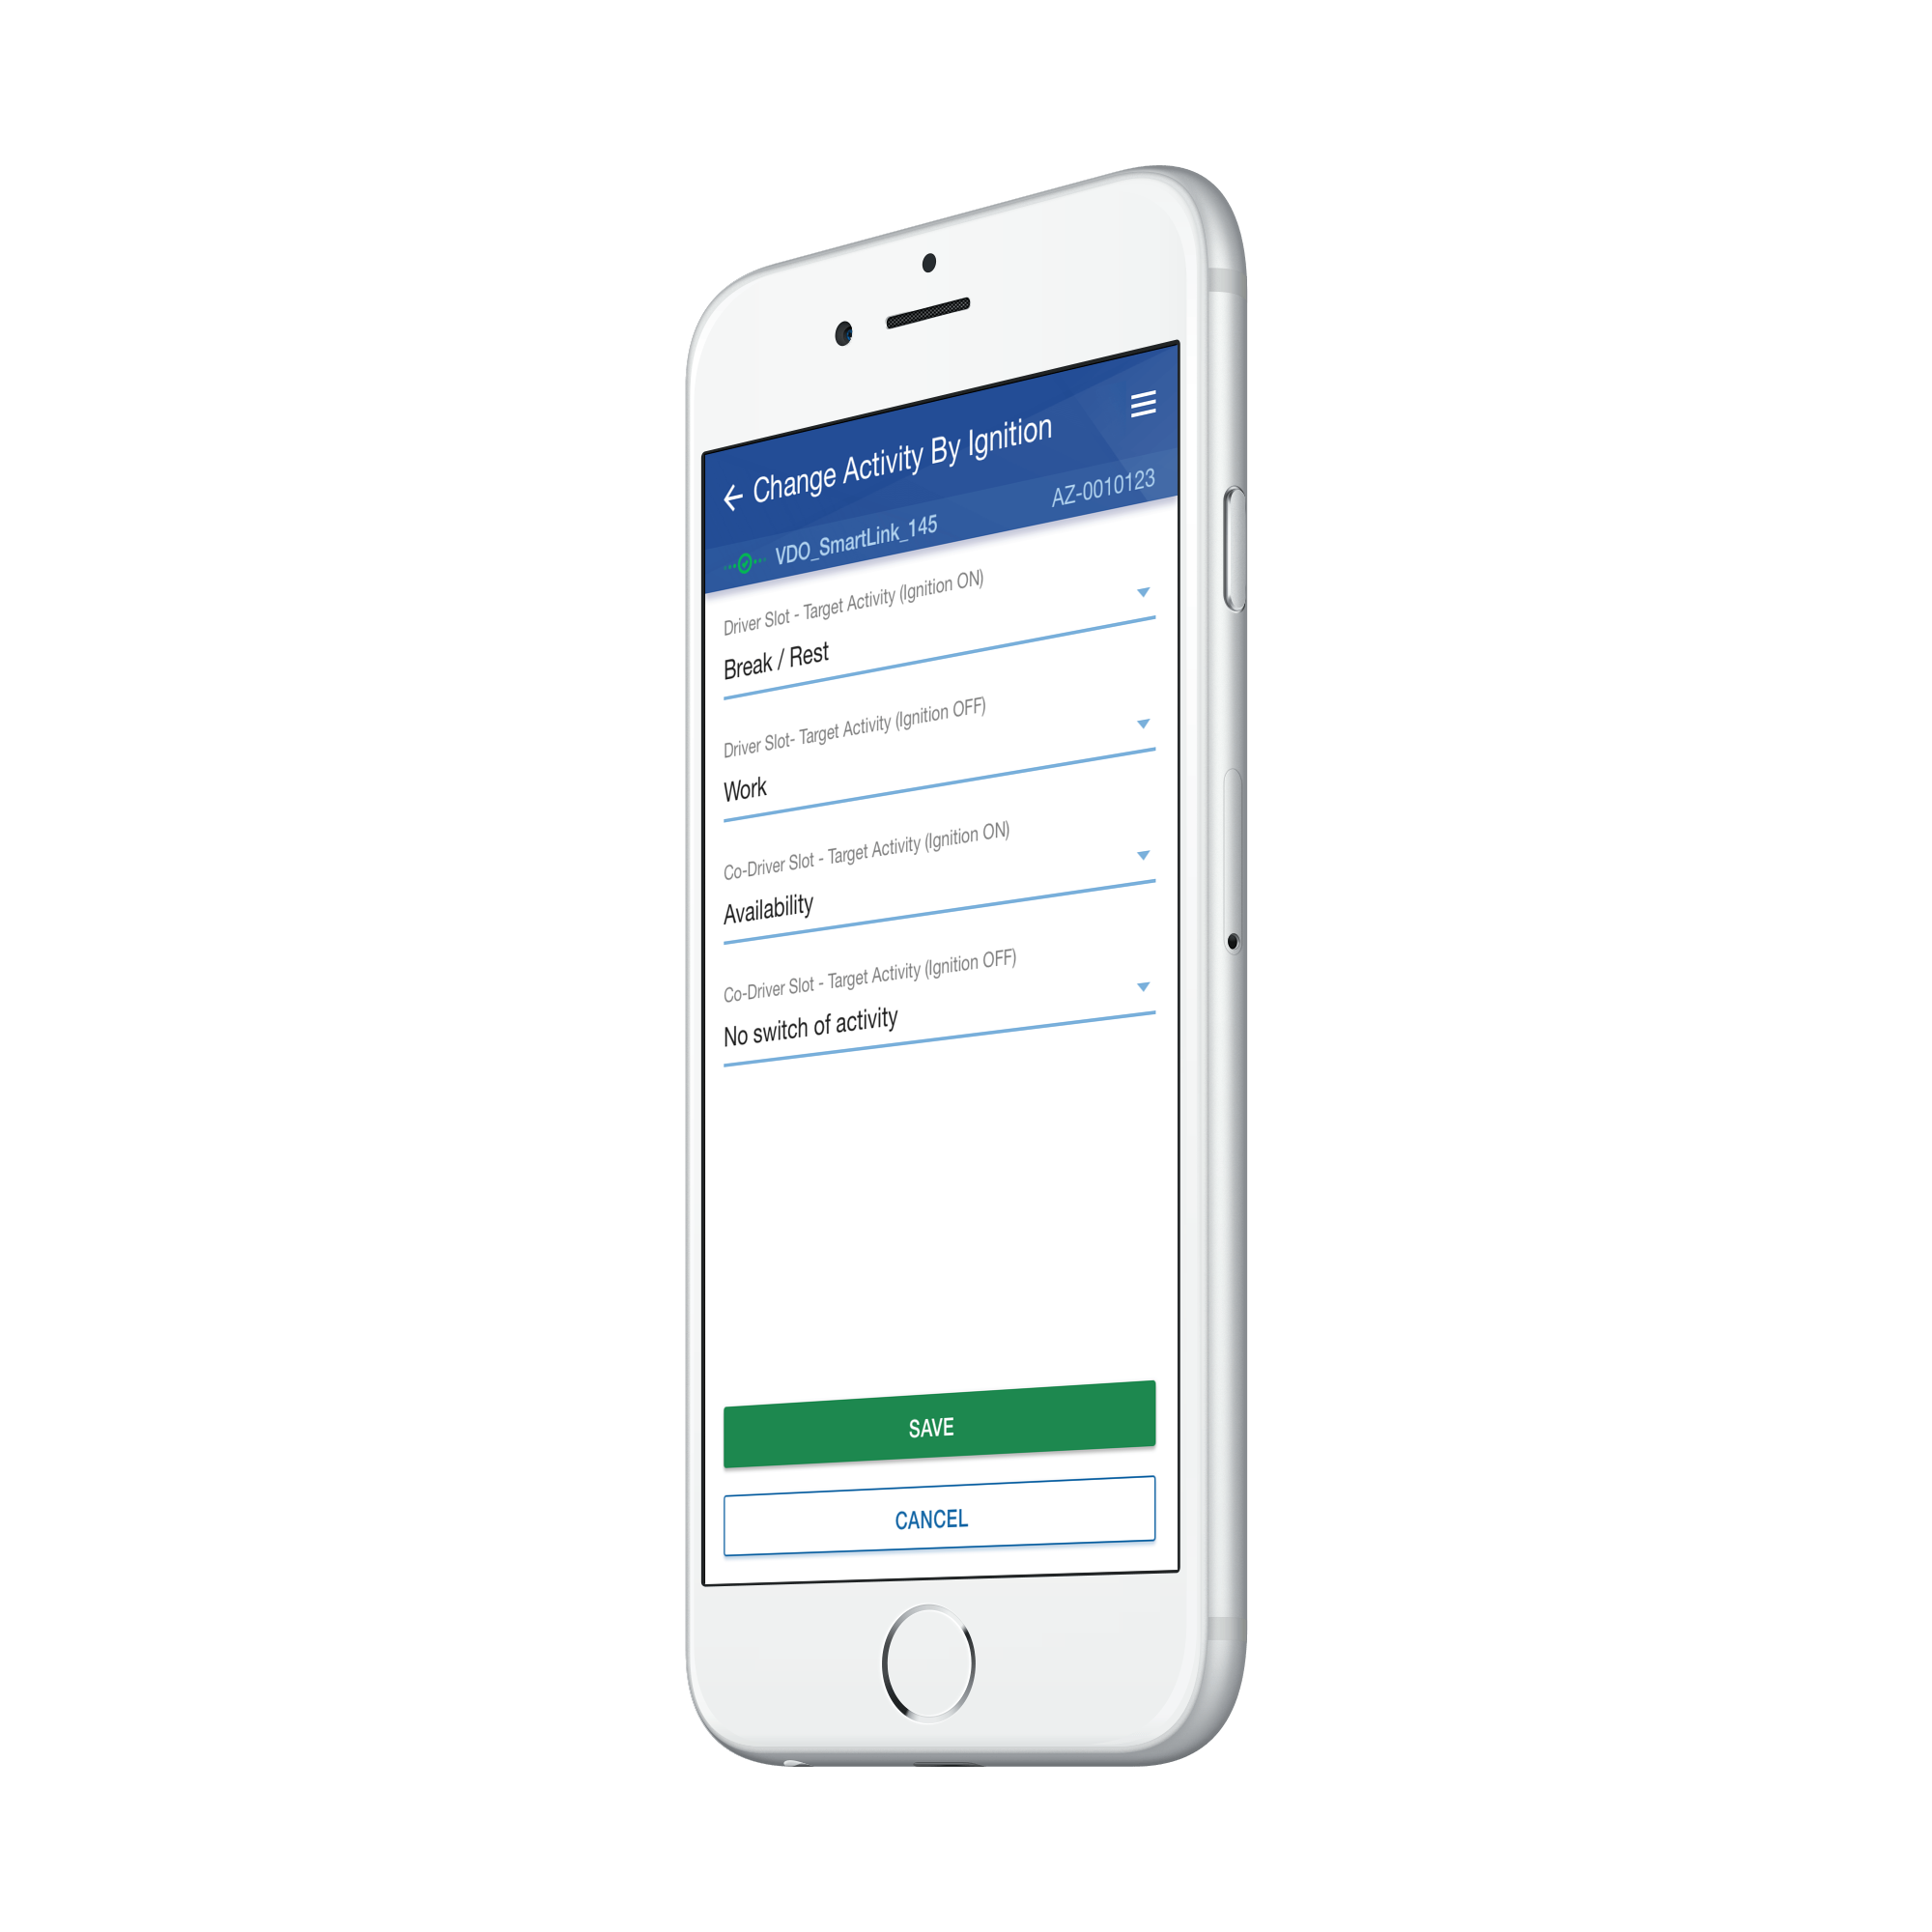 Change Activity By Ignition
VDO_SmartLink_145 AZ-0010123
Driver Slot - Target Activity (Ignition ON)
Break / Rest
Driver Slot- Target Activity (Ignition OFF)
Work
Co-Driver Slot - Target Activity (Ignition ON)
Availability
Co-Driver Slot - Target Activity (Ignition OFF)
No switch of activity
SAVE
CANCEL